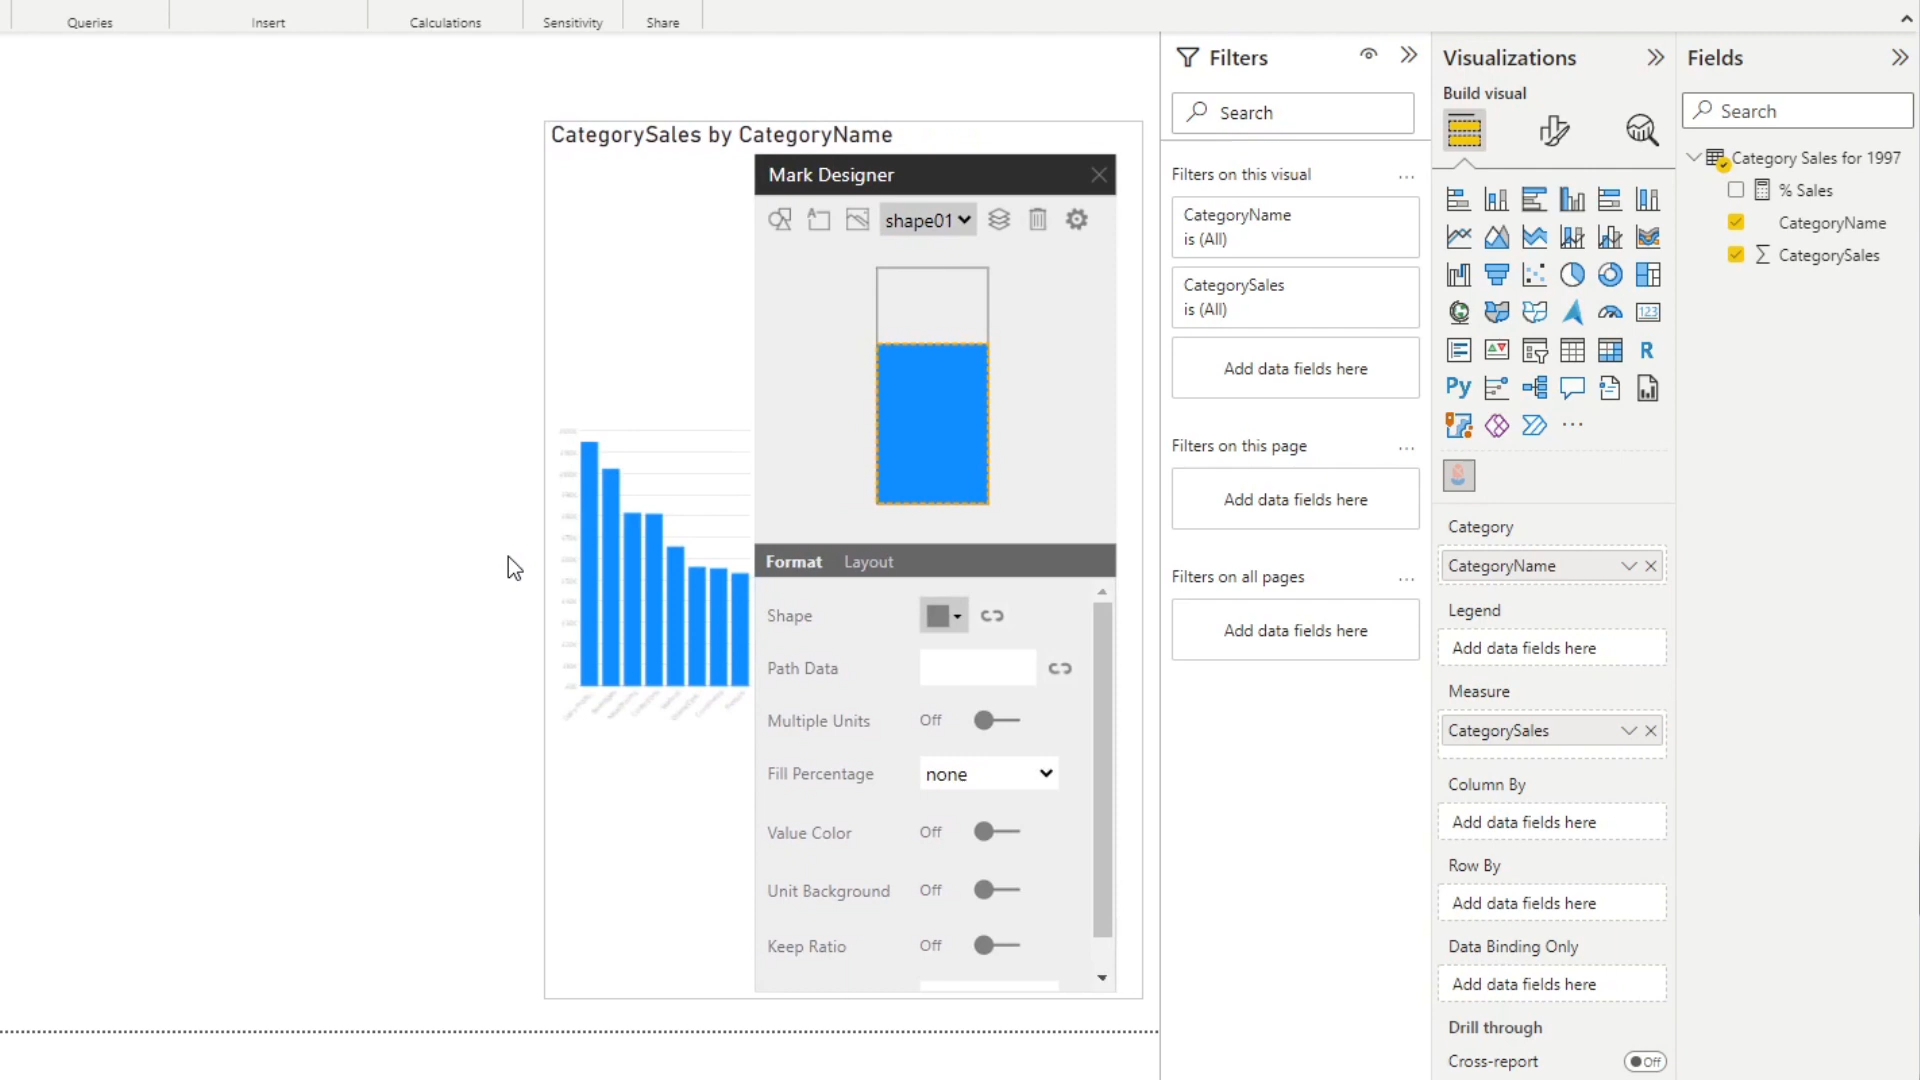 Queries
Insert
Calculations
Sensitivity
Share
CategorySales by CategoryName
Mark Designer
shape01
Format
Layout
Shape
Path Data
Multiple Units Off
Fill Percentage none
Value Color Off
Unit Background Off
Keep Ratio Off
Filters
Search
Filters on this visual
CategoryName
is (All)
CategorySales
is (All)
Add data fields here
Filters on this page
Add data fields here
Filters on all pages
Add data fields here
Visualizations
Build visual
123
R
Py
Category
CategoryName
Legend
Add data fields here
Measure
CategorySales
Column By
Add data fields here
Row By
Add data fields here
Data Binding Only
Add data fields here
Drill through
Cross-report Off
Fields
Search
Category Sales for 1997
% Sales
CategoryName
CategorySales